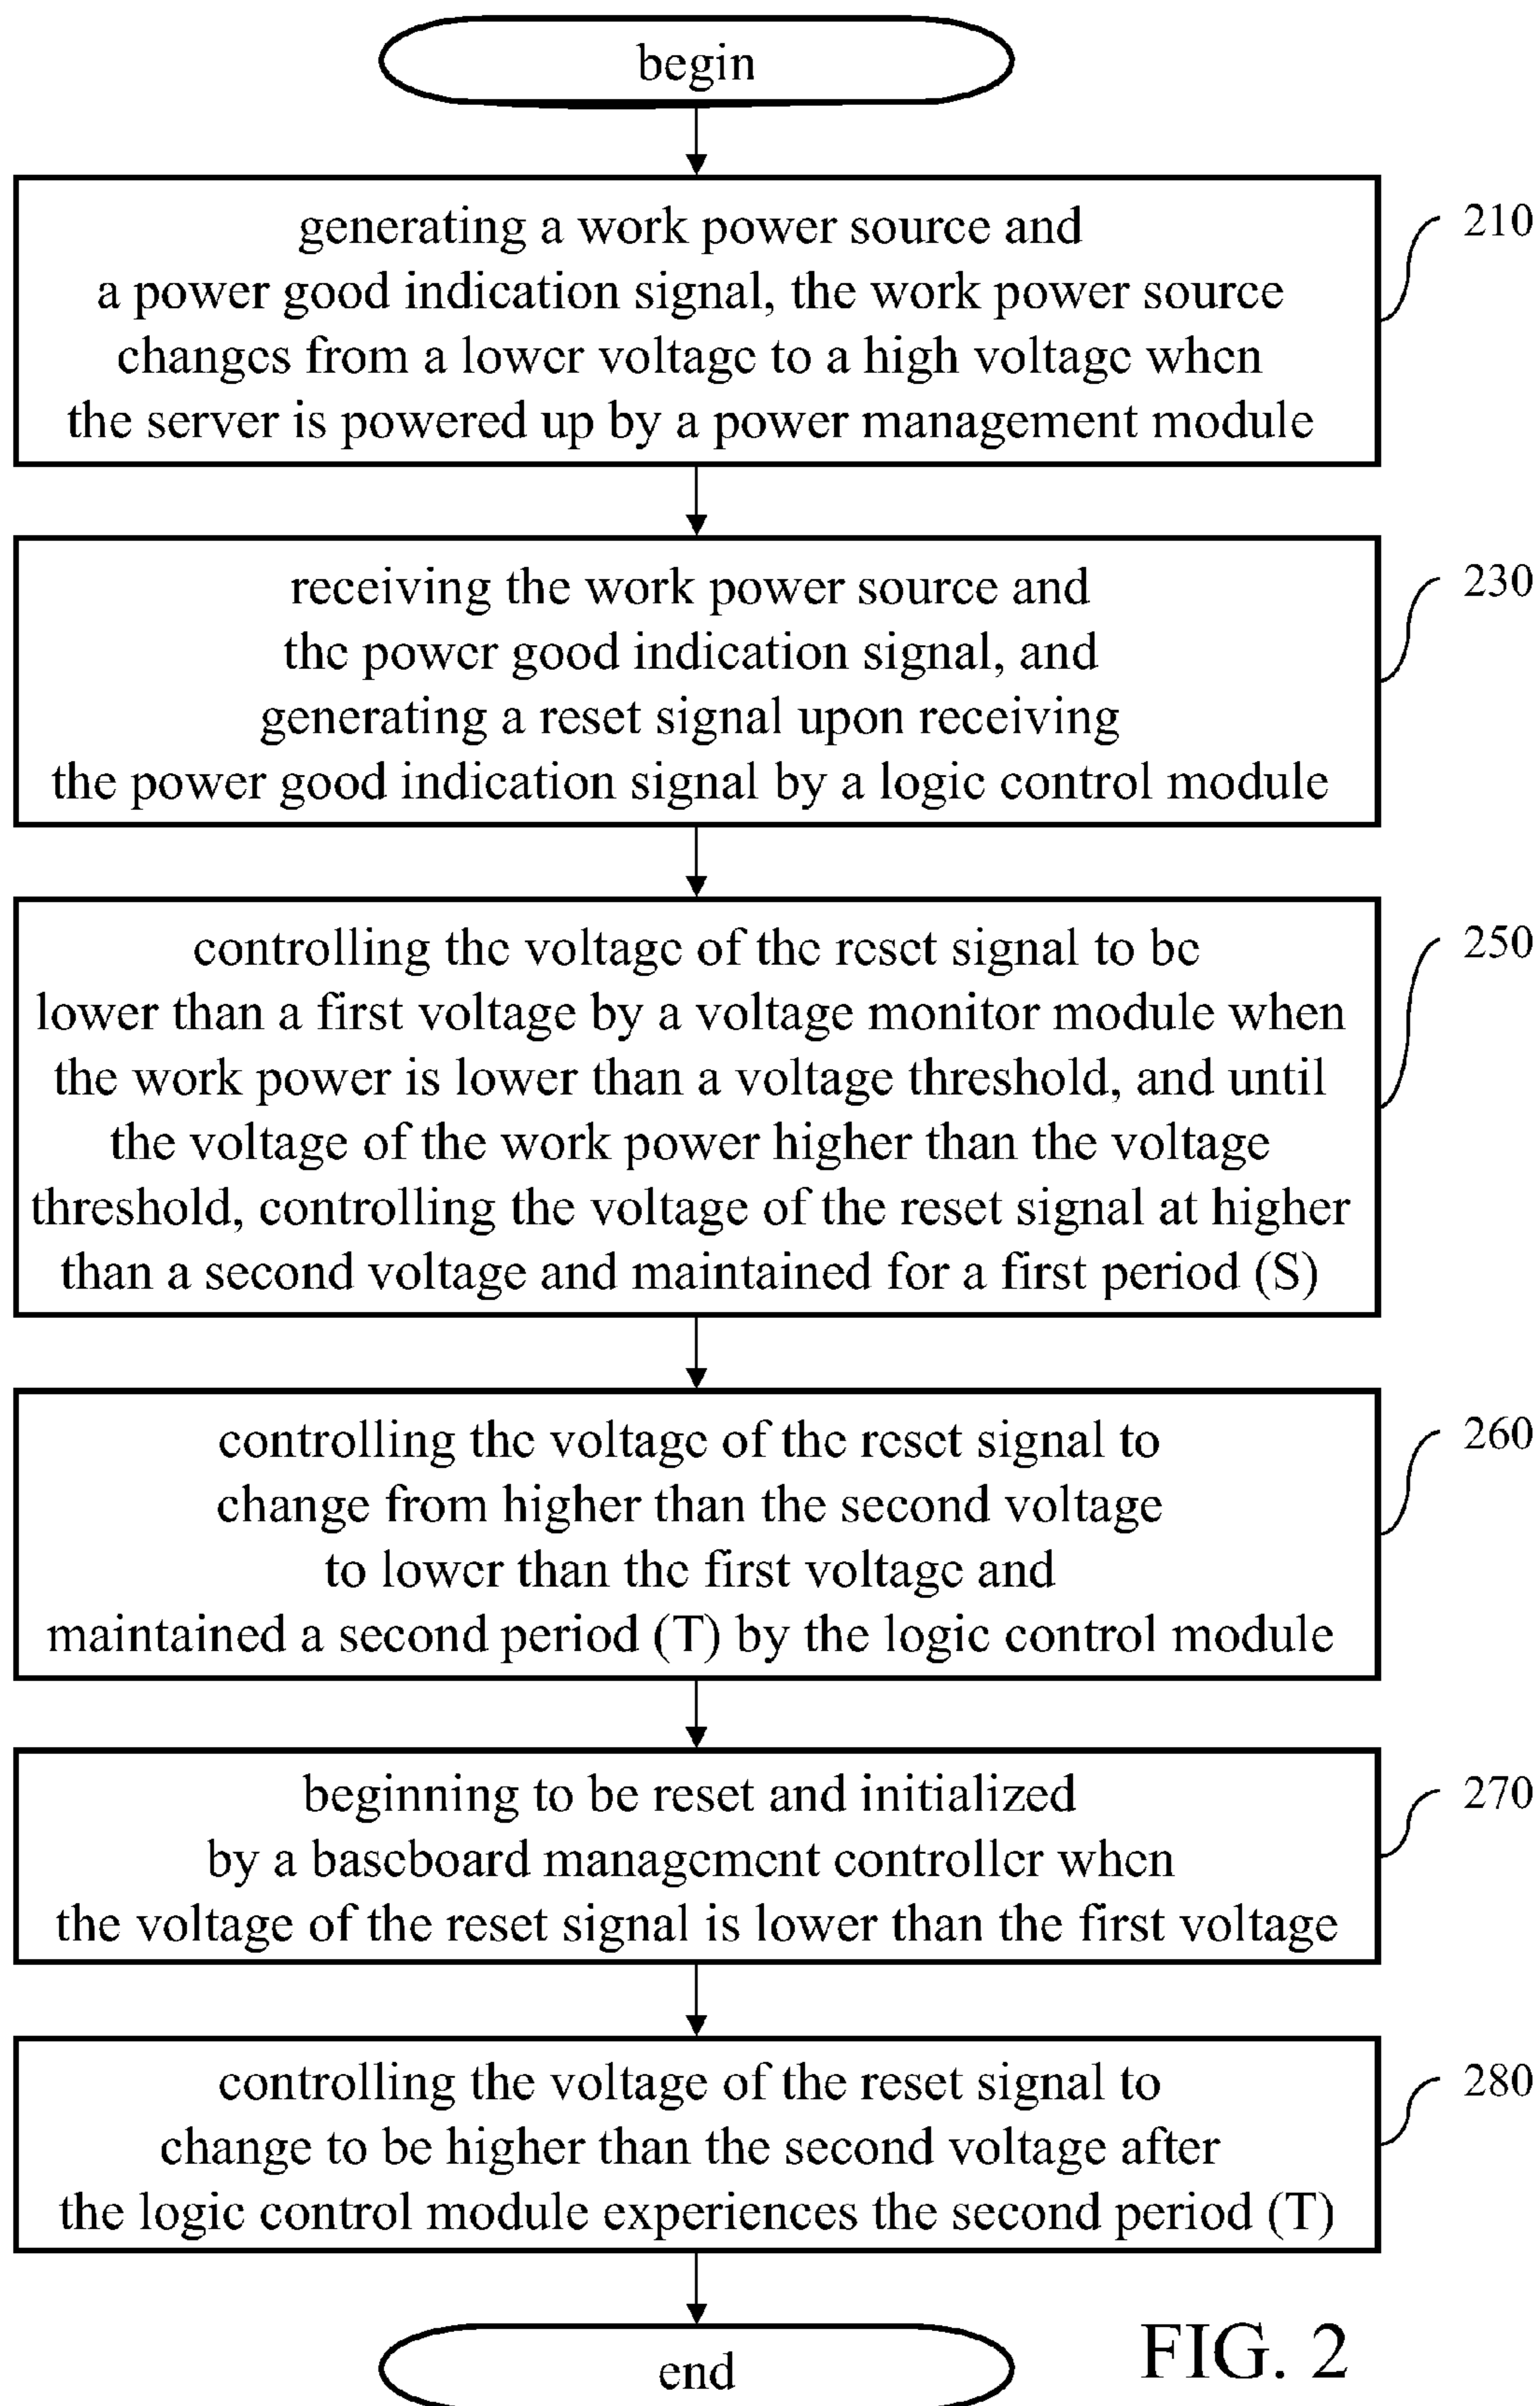 begin
generating a work power source and
a power good indication signal, the work power source
changes from a lower voltage to a high voltage when
the server is powered up by a power management module
210
receiving the work power source and
the power good indication signal, and
generating a reset signal upon receiving
the power good indication signal by a logic control module
230
controlling the voltage of the reset signal to be
lower than a first voltage by a voltage monitor module when
the work power is lower than a voltage threshold, and until
the voltage of the work power higher than the voltage
threshold, controlling the voltage of the reset signal at higher
than a second voltage and maintained for a first period (S)
250
controlling the voltage of the reset signal to
change from higher than the second voltage
to lower than the first voltage and
maintained a second period (T) by the logic control module
260
beginning to be reset and initialized
by a baseboard management controller when
the voltage of the reset signal is lower than the first voltage
270
controlling the voltage of the reset signal to
change to be higher than the second voltage after
the logic control module experiences the second period (T)
280
end
FIG. 2